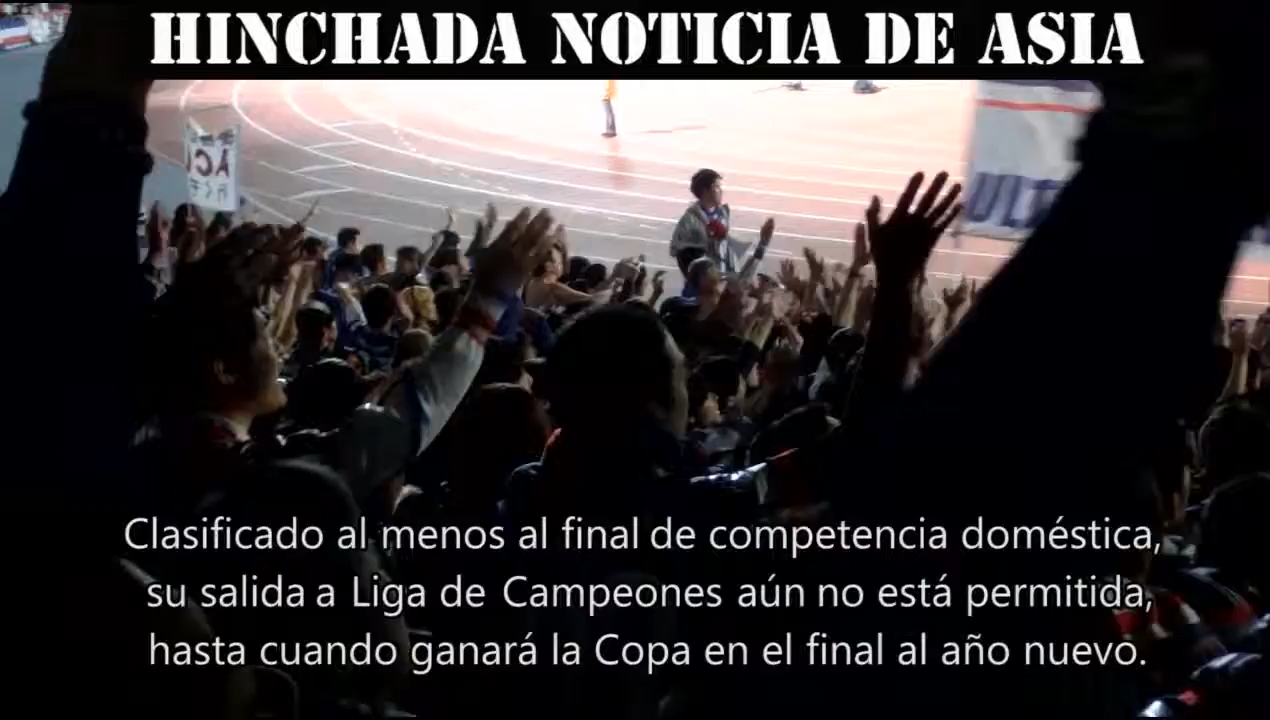 HINCHADA NOTICIA DE ASIA
Clasificado al menos al final de competencia doméstica,
su salida a Liga de Campeones aún no está permitida,
hasta cuando ganará la Copa en el final al año nuevo.